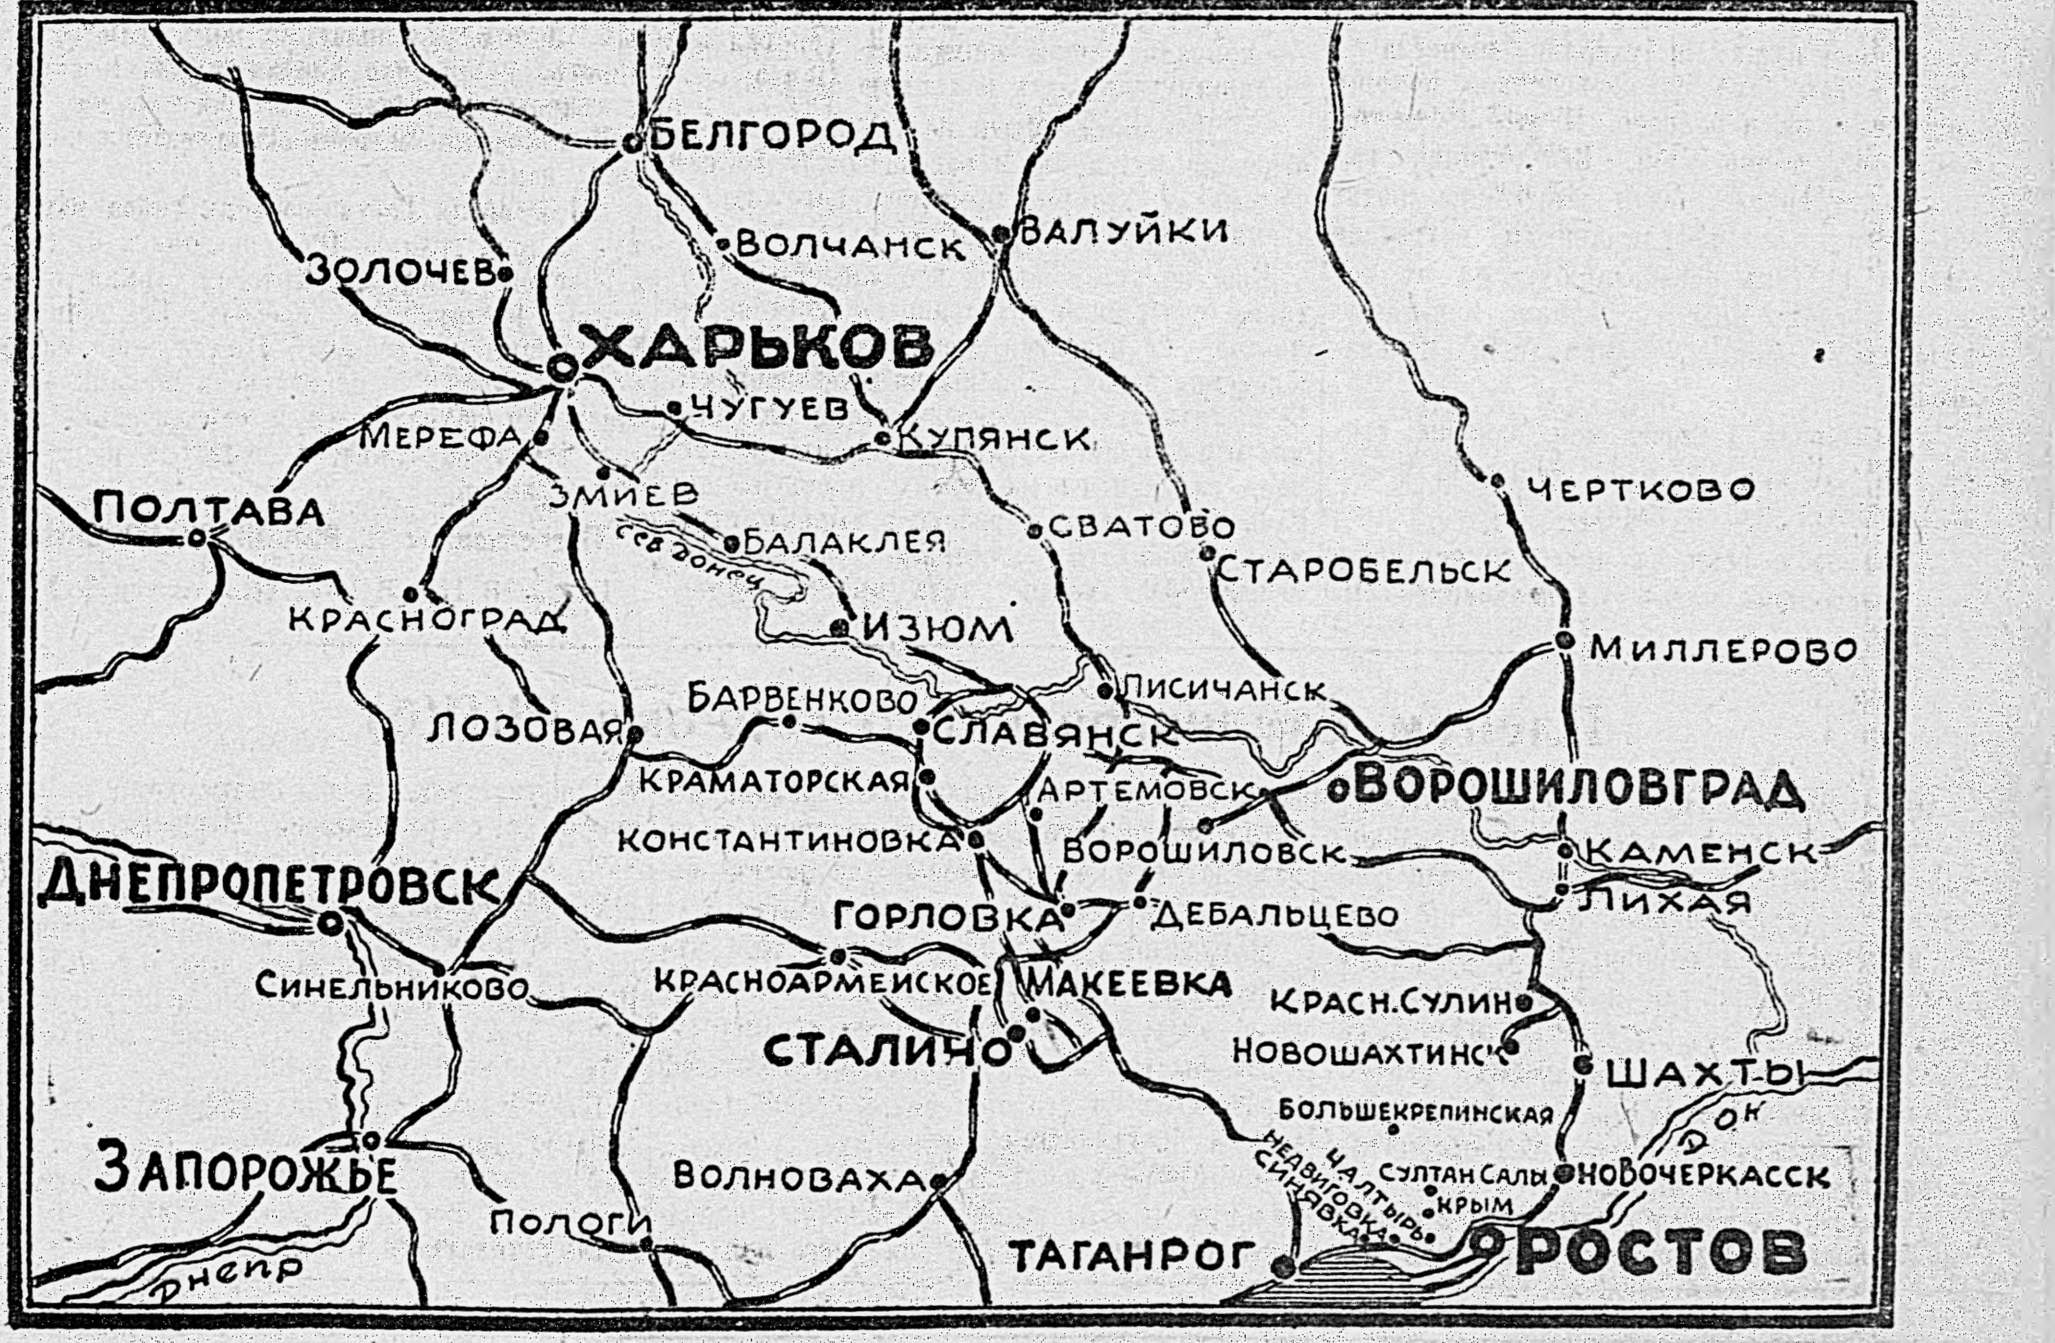 БЕЛГОРОД
ВОЛЧАНСК
ВАЛУЙКИ
ЗОЛОЧЕВ
ХАРЬКОВ
ЧУГУЕВ
МЕРЕФА
КУПЯНСК
ЗМИЕВ
ЧЕРТКОВО
ПОЛТАВА
СЕВ ДОНЕЦ
БАЛАКЛЕЯ
СВАТОВО
СТАРОБЕЛЬСК
КРАСНОГРАД
ИЗЮМ
МИЛЛЕРОВО
БАРВЕНКОВО
ЛИСИЧАНСК
ЛОЗОВАЯ
СЛАВЯНСК
КРАМАТОРСКАЯ
АРТЕМОВСК
ВОРОШИЛОВГРАД
КОНСТАНТИНОВКА
ВОРОШИЛОВСК
КАМЕНСК
ДНЕПРОПЕТРОВСК
ГОРЛОВКА
ДЕБАЛЬЦЕВО
ЛИХАЯ
СИНЕЛЬНИКОВО
КРАСНОАРМЕЙСКОЕ
МАКЕЕВКА
КРАСН. СУЛИН
СТАЛИНО
НОВОШАХТИНСК
ШАХТЫ
БОЛЬШЕКРЕПИНСКАЯ
ДОН
ЗАПОРОЖЬЕ
ВОЛНОВАХА
НЕДВИГОВКА
СИНЯВКА
ЧАЛТЫРЬ
СУЛТАН САЛЫ
НОВОЧЕРКАССК
КРЫМ
ПОЛОГИ
ТАГАНРОГ
РОСТОВ
ДНЕПР